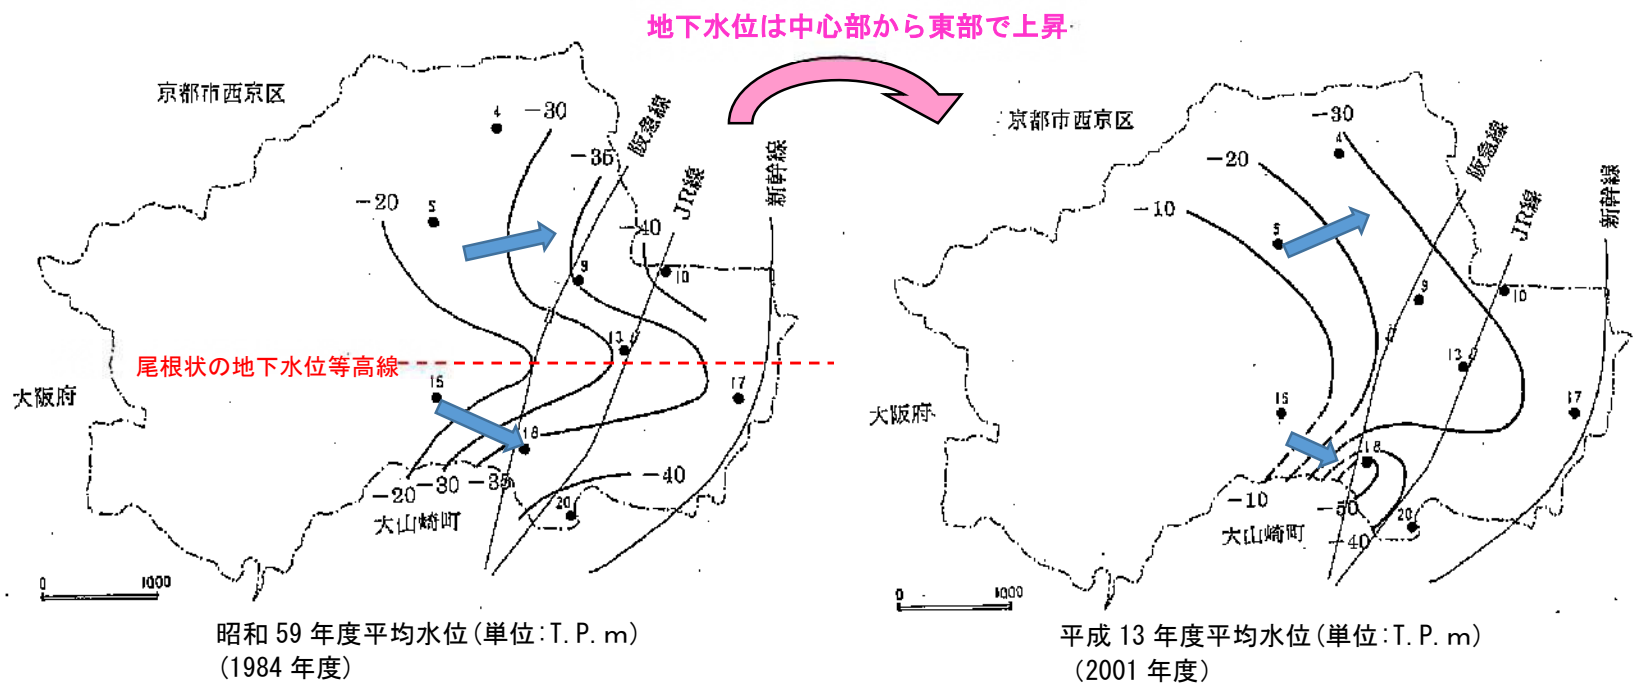 地下水位は中心部から東部で上昇
京都市西京区
4
-30
-35
阪急線
JR線
新幹線
-20
5
-40
9
10
13
尾根状の地下水位等高線
大阪府
15
17
18
-20
-30
-35
-40
20
大山崎町
0
1000
昭和 59 年度平均水位(単位:T.P.m)
(1984 年度)
京都市西京区
-30
4
阪急線
-20
JR線
新幹線
-10
5
9
10
13
大阪府
15
17
18
-10
-50
20
大山崎町
-40
0
1000
平成 13 年度平均水位(単位:T.P.m)
(2001 年度)